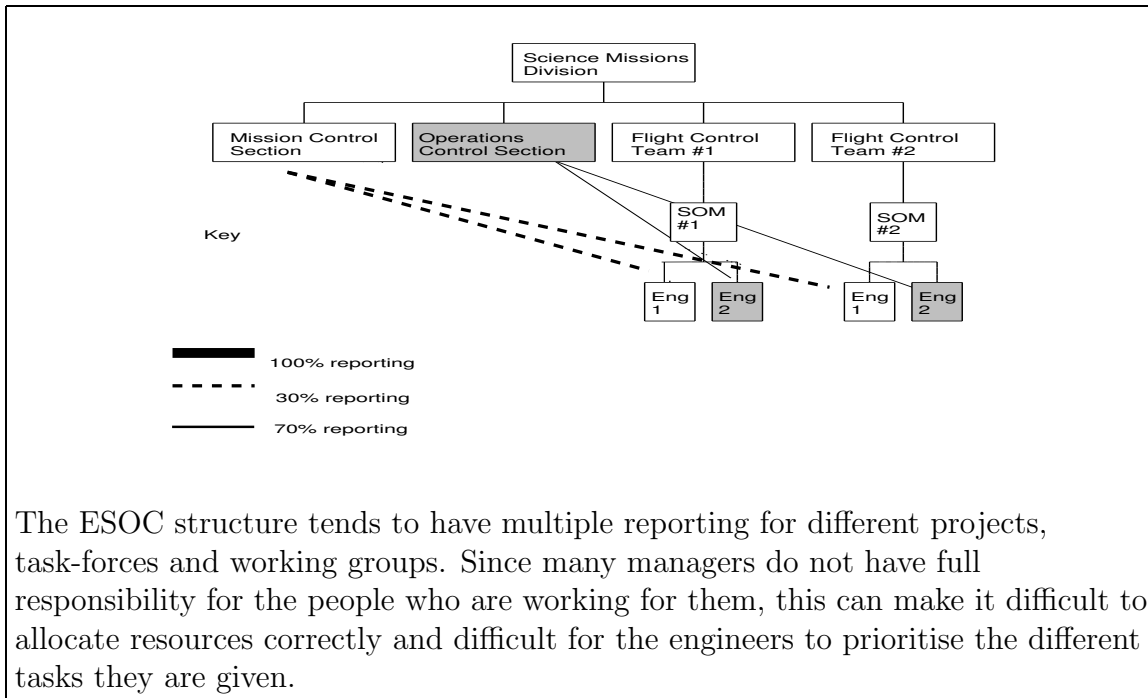 Science Missions
Division
Mission Control
Section
Operations
Control Section
Flight Control
Team #1
Flight Control
Team #2
SOM
#1
SOM
#2
Key
Eng
1
Eng
2
Eng
1
Eng
2
100% reporting
30% reporting
70% reporting
The ESOC structure tends to have multiple reporting for different projects,
task-forces and working groups. Since many managers do not have full
responsibility for the people who are working for them, this can make it difficult to
allocate resources correctly and difficult for the engineers to prioritise the different
tasks they are given.